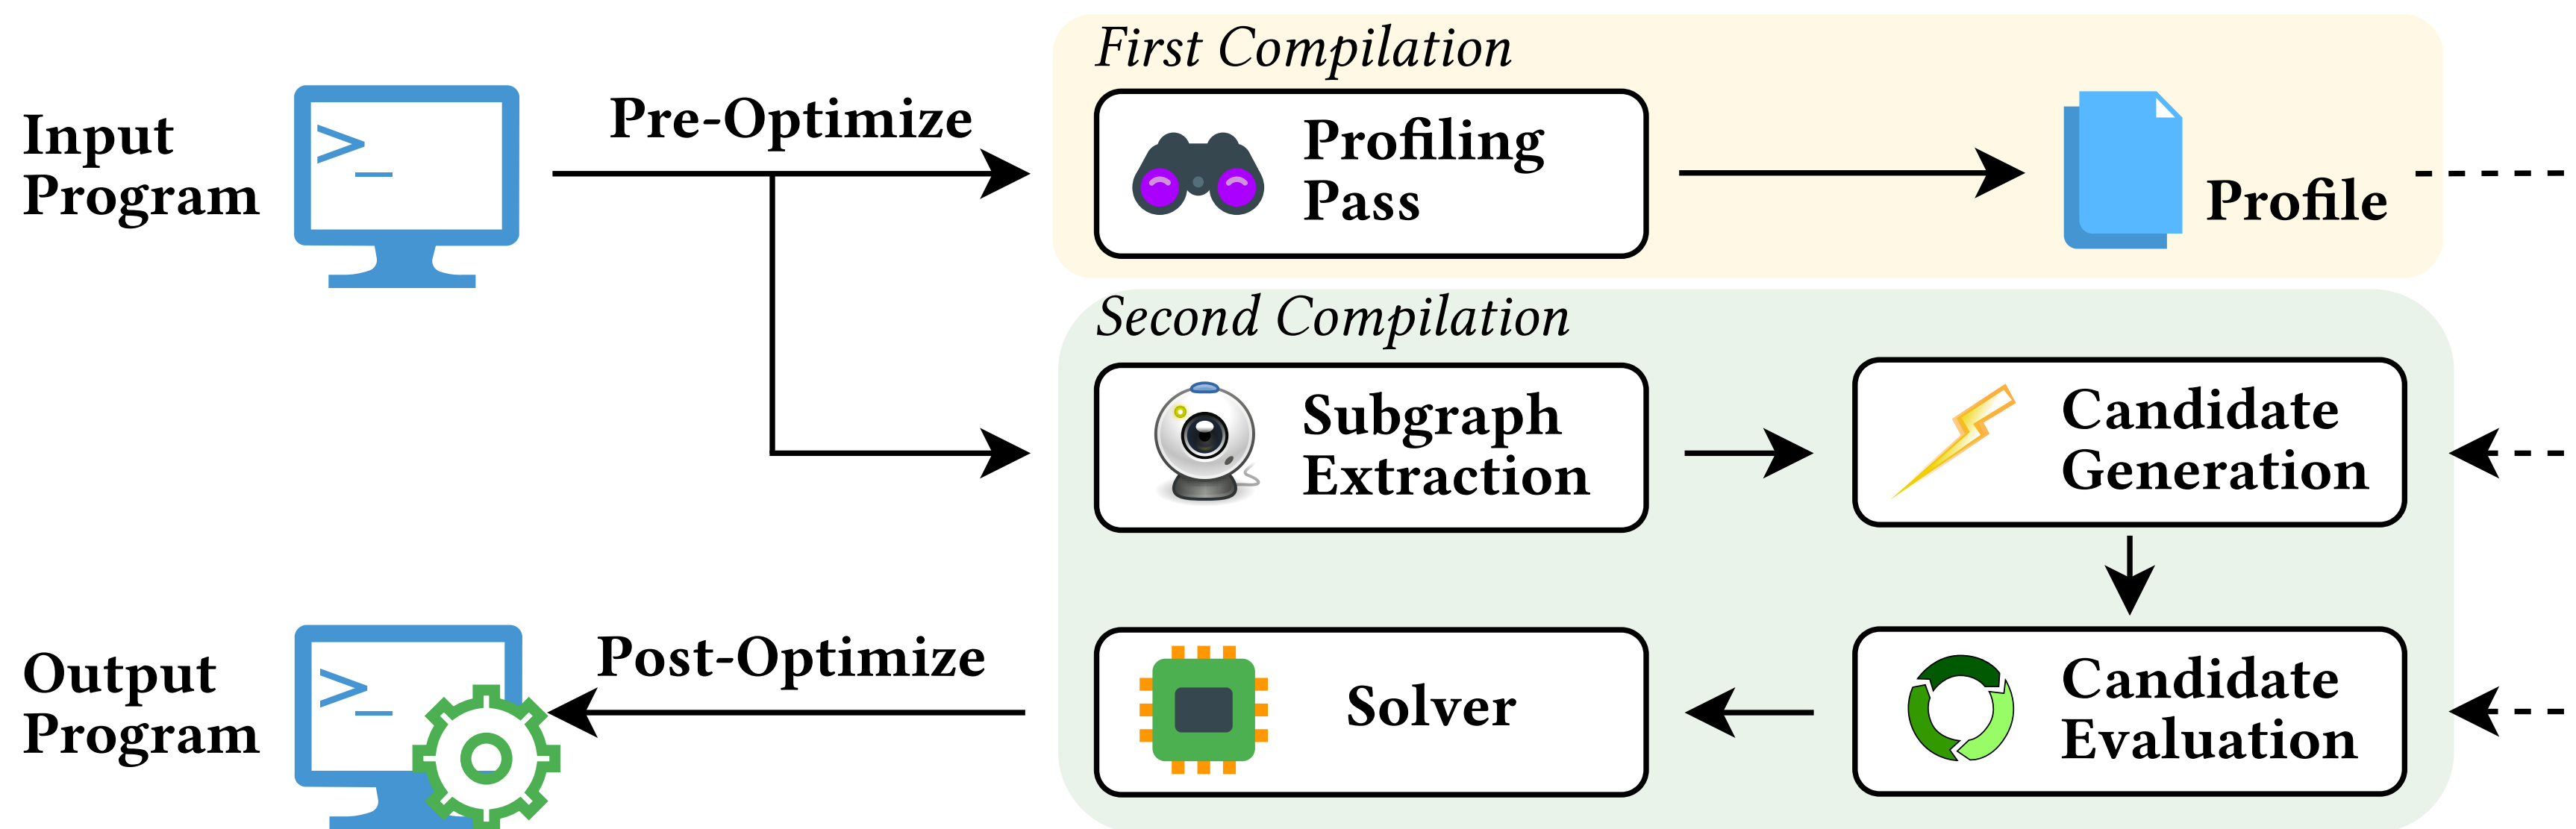 First Compilation
Input
Program
>_
Pre-Optimize
Profiling
Pass
Profile
Second Compilation
Subgraph
Extraction
Candidate
Generation
Output
Program
>_
Post-Optimize
Solver
Candidate
Evaluation